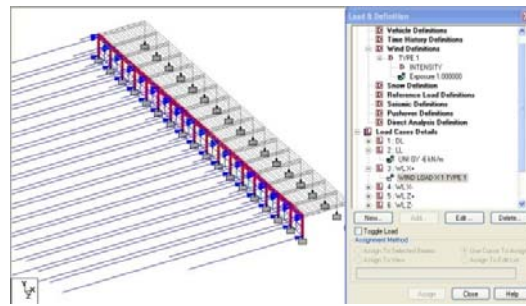 Load & Definition
Vehicle Definitions
Time History Definitions
Wind Definitions
TYPE 1
INTENSITY
Exposure 1.000000
Snow Definition
Reference Load Definitions
Seismic Definitions
Pushover Definitions
Direct Analysis Definition
Load Cases Details
1: DL
2: LL
UNI GY -6 kN/m
3: WLX+
WIND LOAD X 1 TYPE 1
4: WLX-
5: WLZ+
6: WLZ-
New...
Add...
Edit...
Delete...
Toggle Load
Assignment Method
Assign To Selected Beams
Use Cursor To Assign
Assign To View
Assign To Edit List
Assign
Close
Help
Y
X
Z